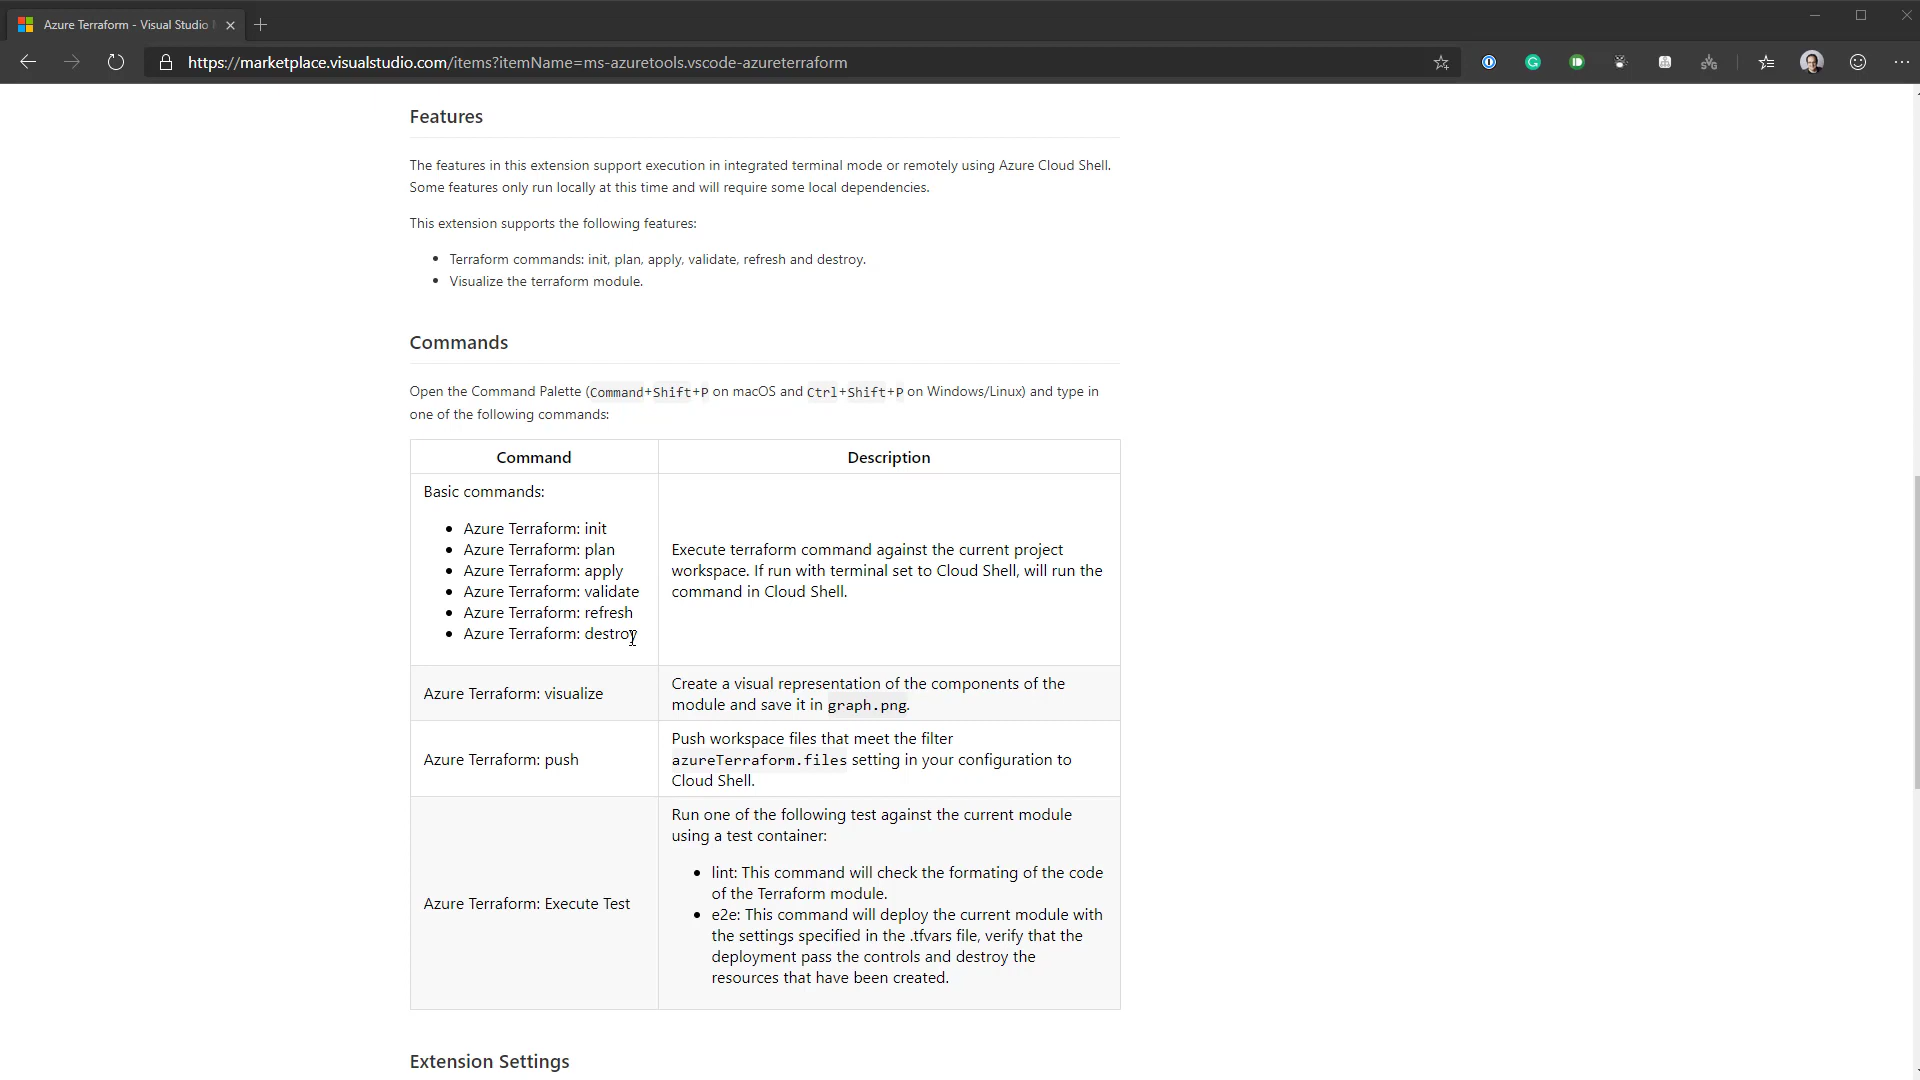 Azure Terraform - Visual Studio
https://marketplace.visualstudio.com/items?itemName=ms-azuretools.vscode-azureterraform
Features
The features in this extension support execution in integrated terminal mode or remotely using Azure Cloud Shell.
Some features only run locally at this time and will require some local dependencies.
This extension supports the following features:
Terraform commands: init, plan, apply, validate, refresh and destroy.
Visualize the terraform module.
Commands
Open the Command Palette (Command+Shift+P on macOS and Ctrl+Shift+P on Windows/Linux) and type in
one of the following commands:
Command
Description
Basic commands:
Azure Terraform: init
Azure Terraform: plan
Azure Terraform: apply
Azure Terraform: validate
Azure Terraform: refresh
Azure Terraform: destroy
Execute terraform command against the current project
workspace. If run with terminal set to Cloud Shell, will run the
command in Cloud Shell.
Azure Terraform: visualize
Create a visual representation of the components of the
module and save it in graph.png.
Azure Terraform: push
Push workspace files that meet the filter
azureTerraform.files setting in your configuration to
Cloud Shell.
Azure Terraform: Execute Test
Run one of the following test against the current module
using a test container:
lint: This command will check the formating of the code
of the Terraform module.
e2e: This command will deploy the current module with
the settings specified in the .tfvars file, verify that the
deployment pass the controls and destroy the
resources that have been created.
Extension Settings